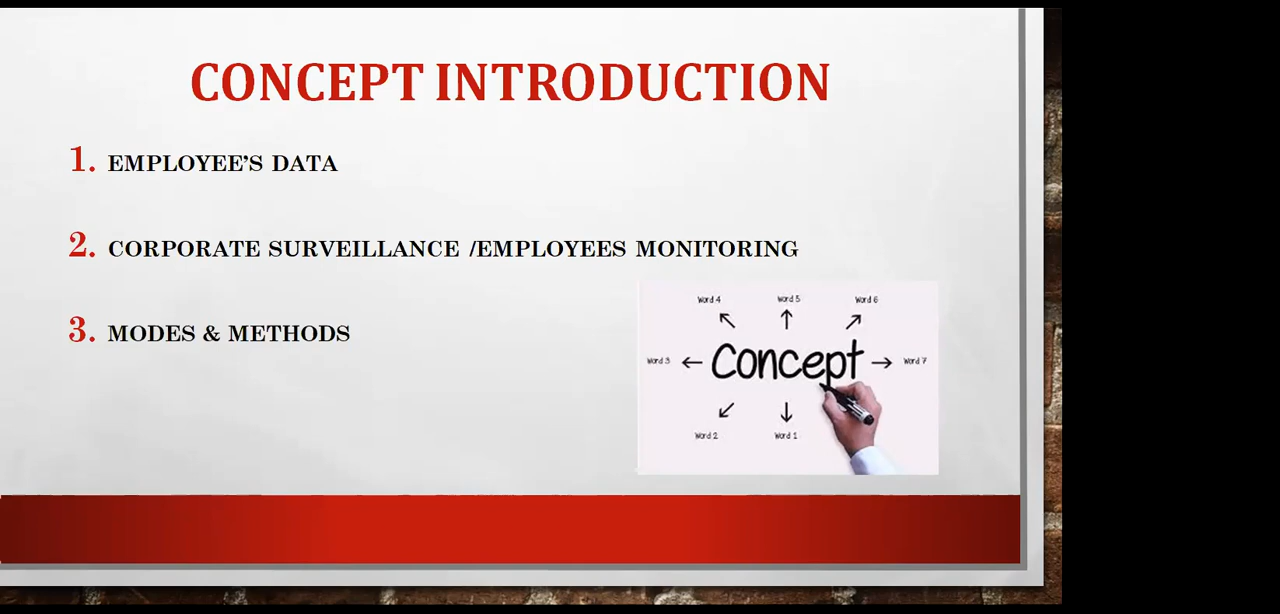 CONCEPT INTRODUCTION
1. EMPLOYEE'S DATA
2. CORPORATE SURVEILLANCE /EMPLOYEES MONITORING
3. MODES & METHODS
Word 4 Word 5 Word 6
Word 3 Concept Word 7
Word 2 Word 1